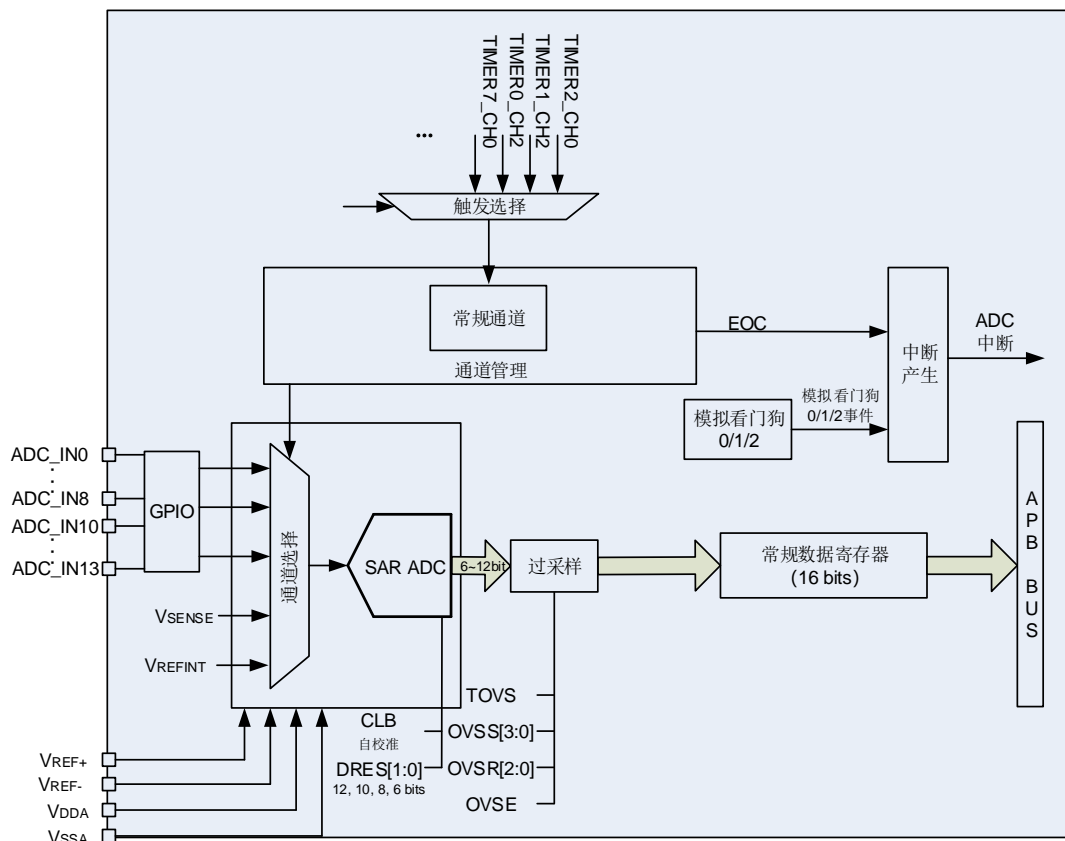 TIMER7_CH0
TIMER0_CH2
TIMER1_CH2
TIMER2_CH0
...
触发选择
常规通道
通道管理
EOC
中断
产生
ADC
中断
模拟看门狗
0/1/2
模拟看门狗
0/1/2事件
ADC_IN0
ADC_IN8
ADC_IN10
ADC_IN13
GPIO
通道选择
SAR ADC
6~12bit
过采样
常规数据寄存器
(16 bits)
APB BUS
VSENSE
VREFINT
CLB
自校准
DRES[1:0]
12, 10, 8, 6 bits
TOVS
OVSS[3:0]
OVSR[2:0]
OVSE
VREF+
VREF-
VDDA
VSSA